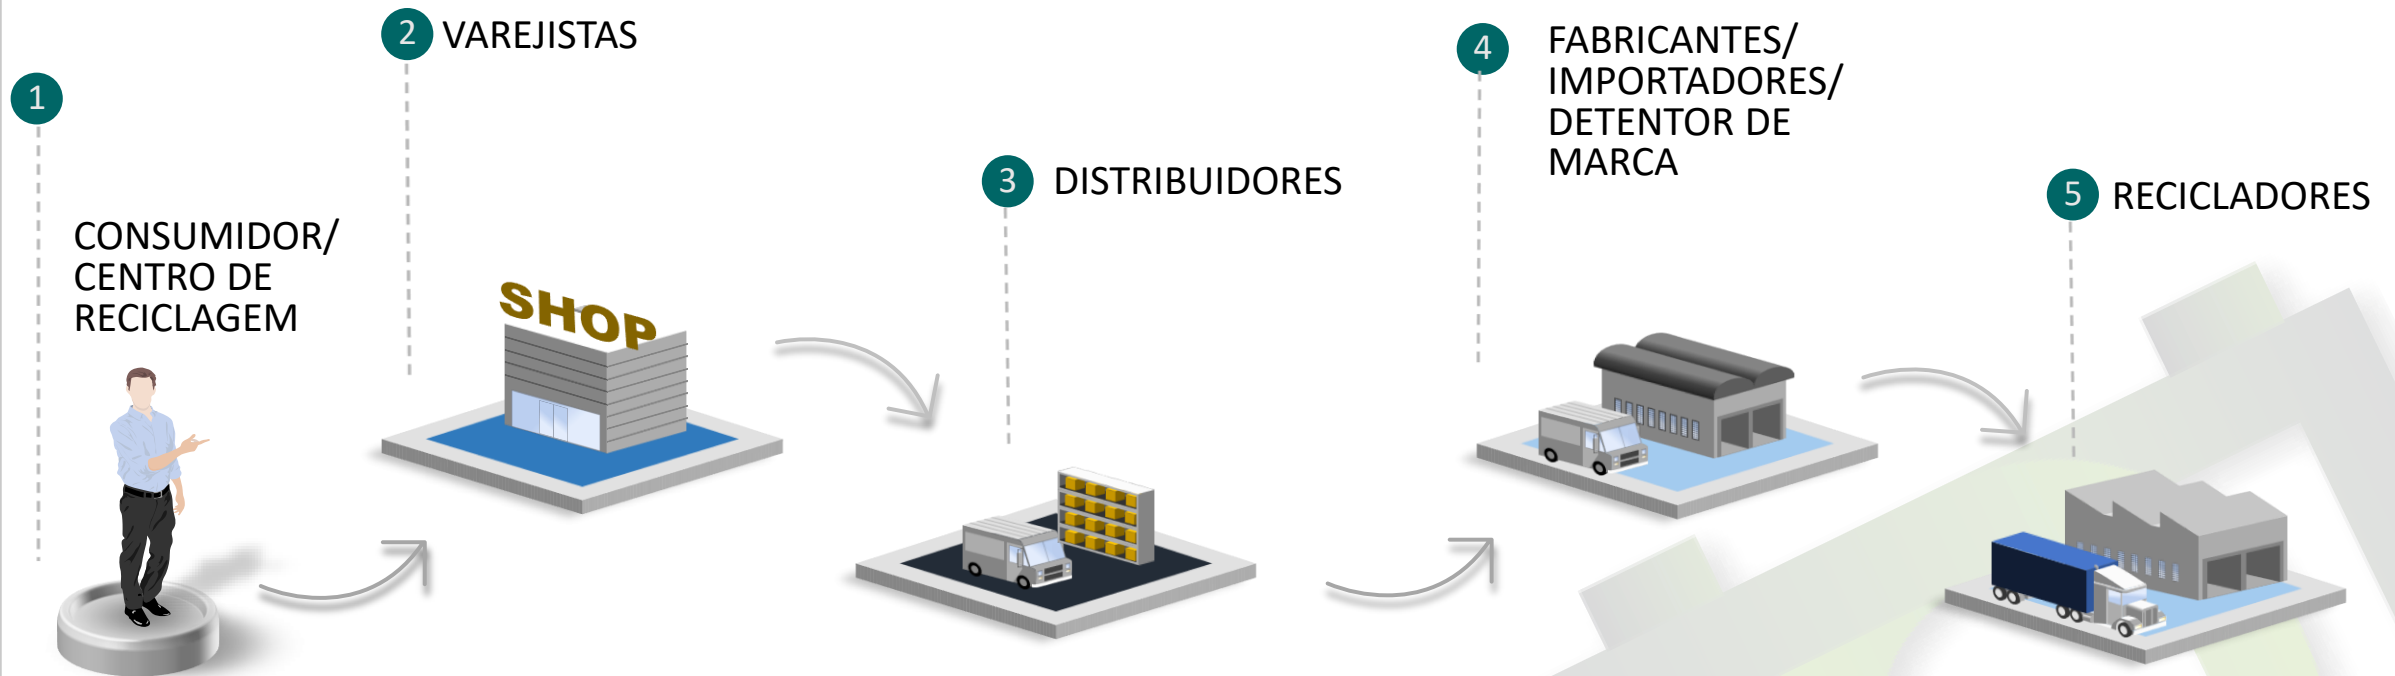 1
CONSUMIDOR/
CENTRO DE
RECICLAGEM
2 VAREJISTAS
SHOP
3 DISTRIBUIDORES
4 FABRICANTES/
IMPORTADORES/
DETENTOR DE
MARCA
5 RECICLADORES